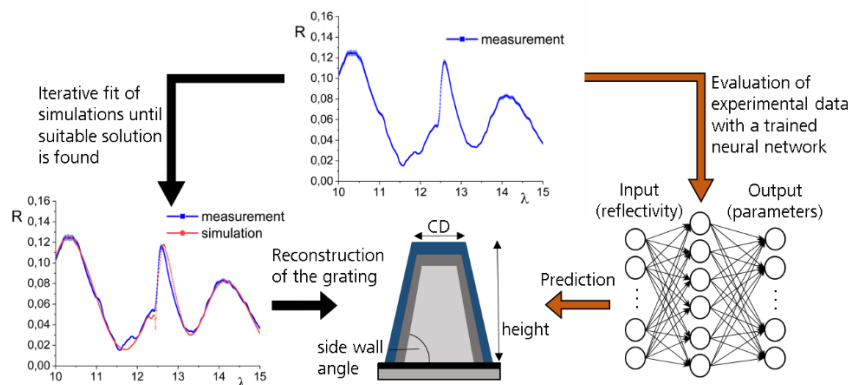 R
0,16
0,14
0,12
0,10
0,08
0,06
0,04
0,02
0,00
10 11 12 13 14 15
λ
measurement
Iterative fit of
simulations until
suitable solution
is found
Evaluation of
experimental data
with a trained
neural network
R
0,16
0,14
0,12
0,10
0,08
0,06
0,04
0,02
0,00
10 11 12 13 14 15
λ
measurement
simulation
Reconstruction
of the grating
CD
height
side wall
angle
Prediction
Input
(reflectivity)
Output
(parameters)